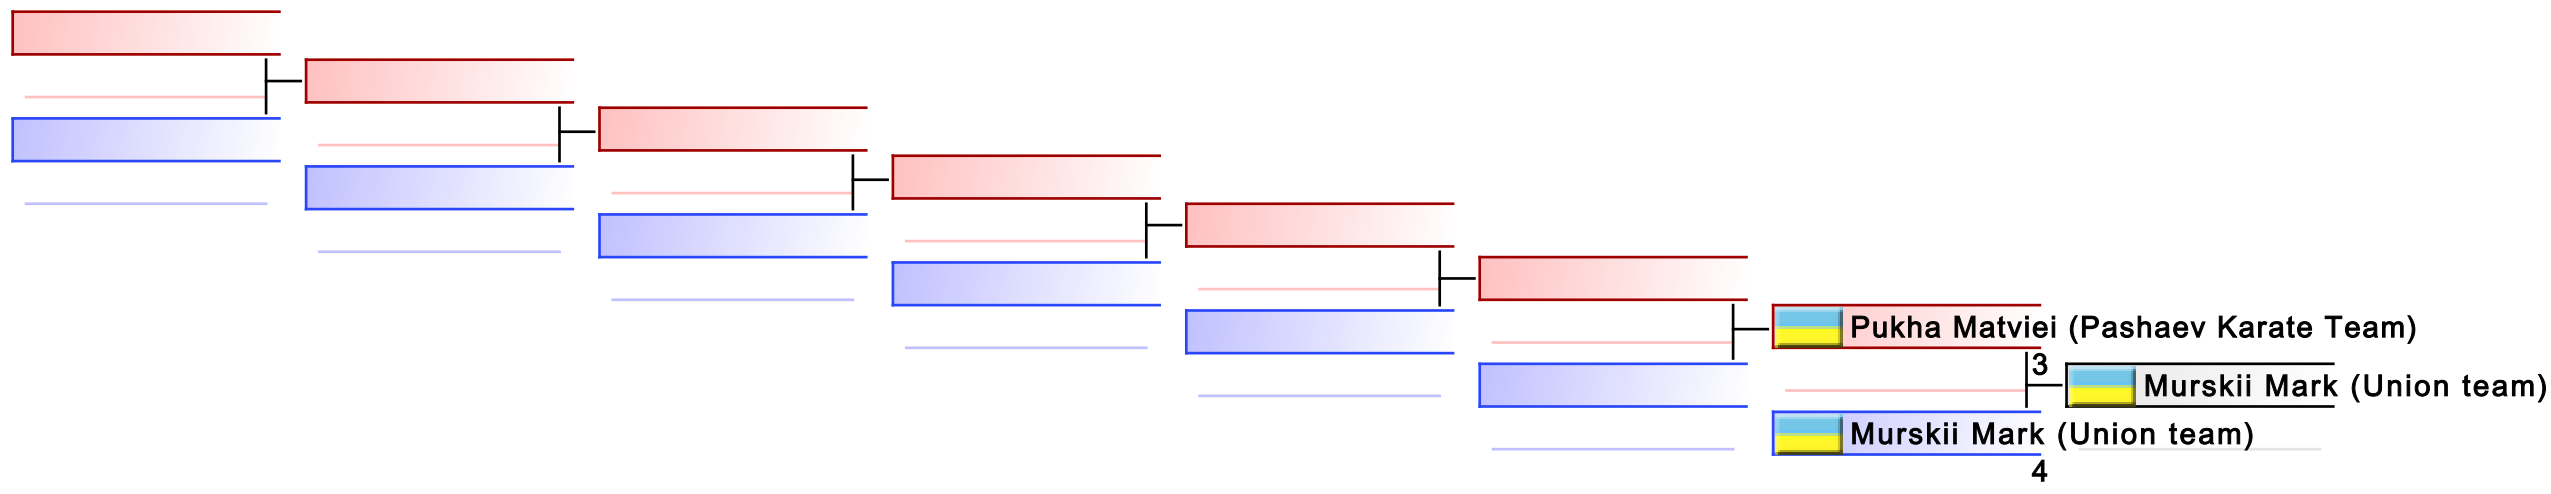 Pukha Matviei (Pashaev Karate Team)
3
Murskii Mark (Union team)
Murskii Mark (Union team)
4